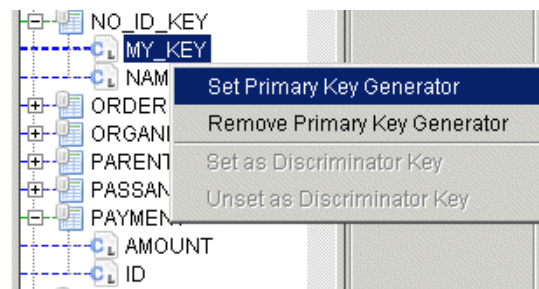 NO_ID_KEY
MY_KEY
NAM
Set Primary Key Generator
ORDER
Remove Primary Key Generator
ORGANI
PARENT
Set as Discriminator Key
PASSAN
Unset as Discriminator Key
PAYMEN
AMOUNT
ID